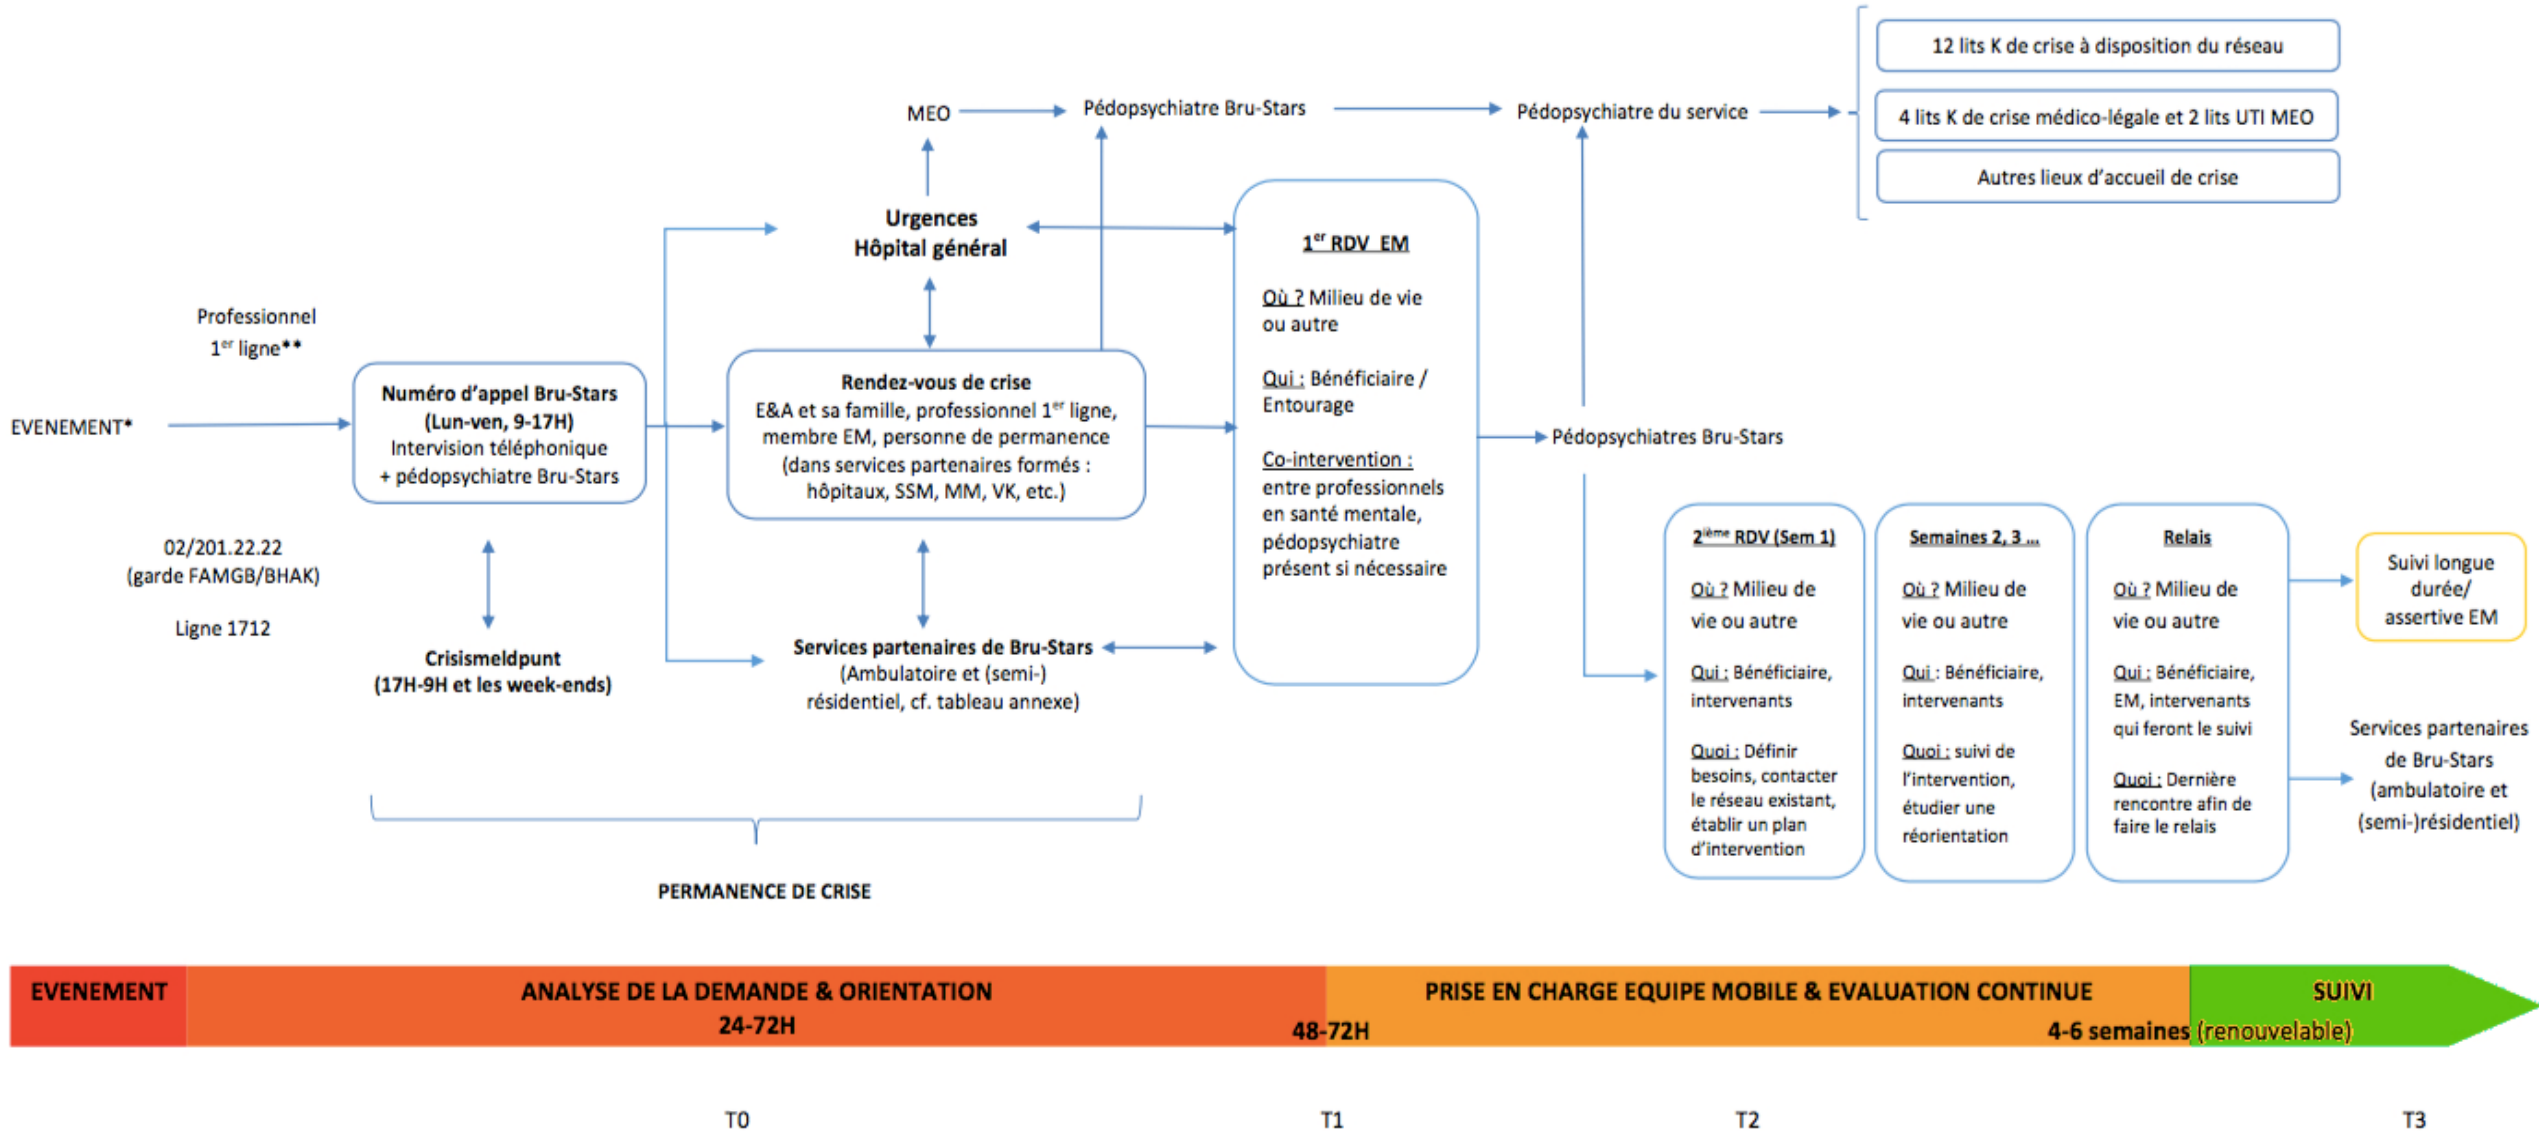 12 lits K de crise à disposition du réseau
MEO
Pédopsychiatre Bru-Stars
Pédopsychiatre du service
4 lits K de crise médico-légale et 2 lits UTI MEO
Autres lieux d'accueil de crise
Urgences
Hôpital général
Professionnel
1er ligne**
EVENEMENT*
02/201.22.22
(garde FAMGB/BHAK)
Ligne 1712
Numéro d'appel Bru-Stars
(Lun-ven, 9-17H)
Intervision téléphonique
+ pédopsychiatre Bru-Stars
Crisismeldpunt
(17H-9H et les week-ends)
Rendez-vous de crise
E&A et sa famille, professionnel 1er ligne,
membre EM, personne de permanence
(dans services partenaires formés :
hôpitaux, SSM, MM, VK, etc.)
Services partenaires de Bru-Stars
(Ambulatoire et (semi-)
résidentiel, cf. tableau annexe)
1er RDV EM
Où ? Milieu de vie
ou autre
Qui : Bénéficiaire /
Entourage
Co-intervention :
entre professionnels
en santé mentale,
pédopsychiatre
présent si nécessaire
Pédopsychiatres Bru-Stars
2ième RDV (Sem 1)
Où ? Milieu de
vie ou autre
Qui : Bénéficiaire,
intervenants
Quoi : Définir
besoins, contacter
le réseau existant,
établir un plan
d'intervention
Semaines 2, 3 ...
Où ? Milieu de
vie ou autre
Qui : Bénéficiaire,
intervenants
Quoi : suivi de
l'intervention,
étudier une
réorientation
Relais
Où ? Milieu de
vie ou autre
Qui : Bénéficiaire,
EM, intervenants
qui feront le suivi
Quoi : Dernière
rencontre afin de
faire le relais
Suivi longue
durée/
assertive EM
Services partenaires
de Bru-Stars
(ambulatoire et
(semi-)résidentiel)
PERMANENCE DE CRISE
EVENEMENT
ANALYSE DE LA DEMANDE & ORIENTATION
24-72H
48-72H
PRISE EN CHARGE EQUIPE MOBILE & EVALUATION CONTINUE
4-6 semaines (renouvelable)
SUIVI
T0
T1
T2
T3